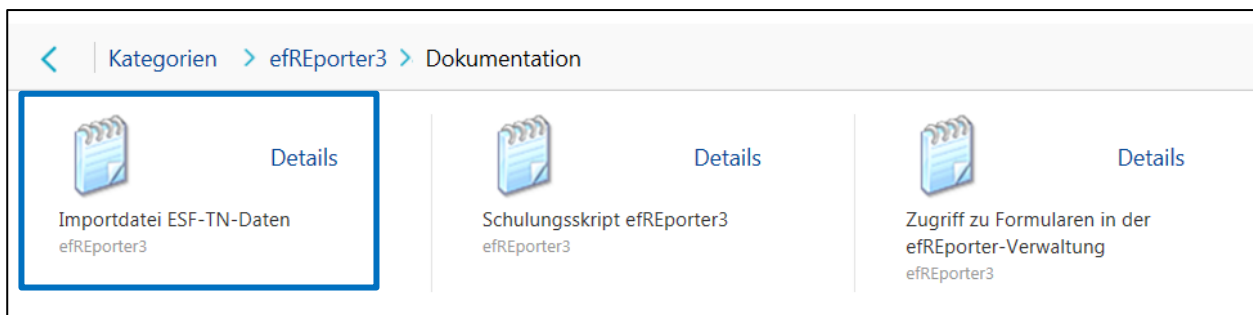 Kategorien > efREporter3 > Dokumentation
Details
Importdatei ESF-TN-Daten
efREporter3
Details
Schulungsskript efREporter3
efREporter3
Details
Zugriff zu Formularen in der
efREporter-Verwaltung
efREporter3